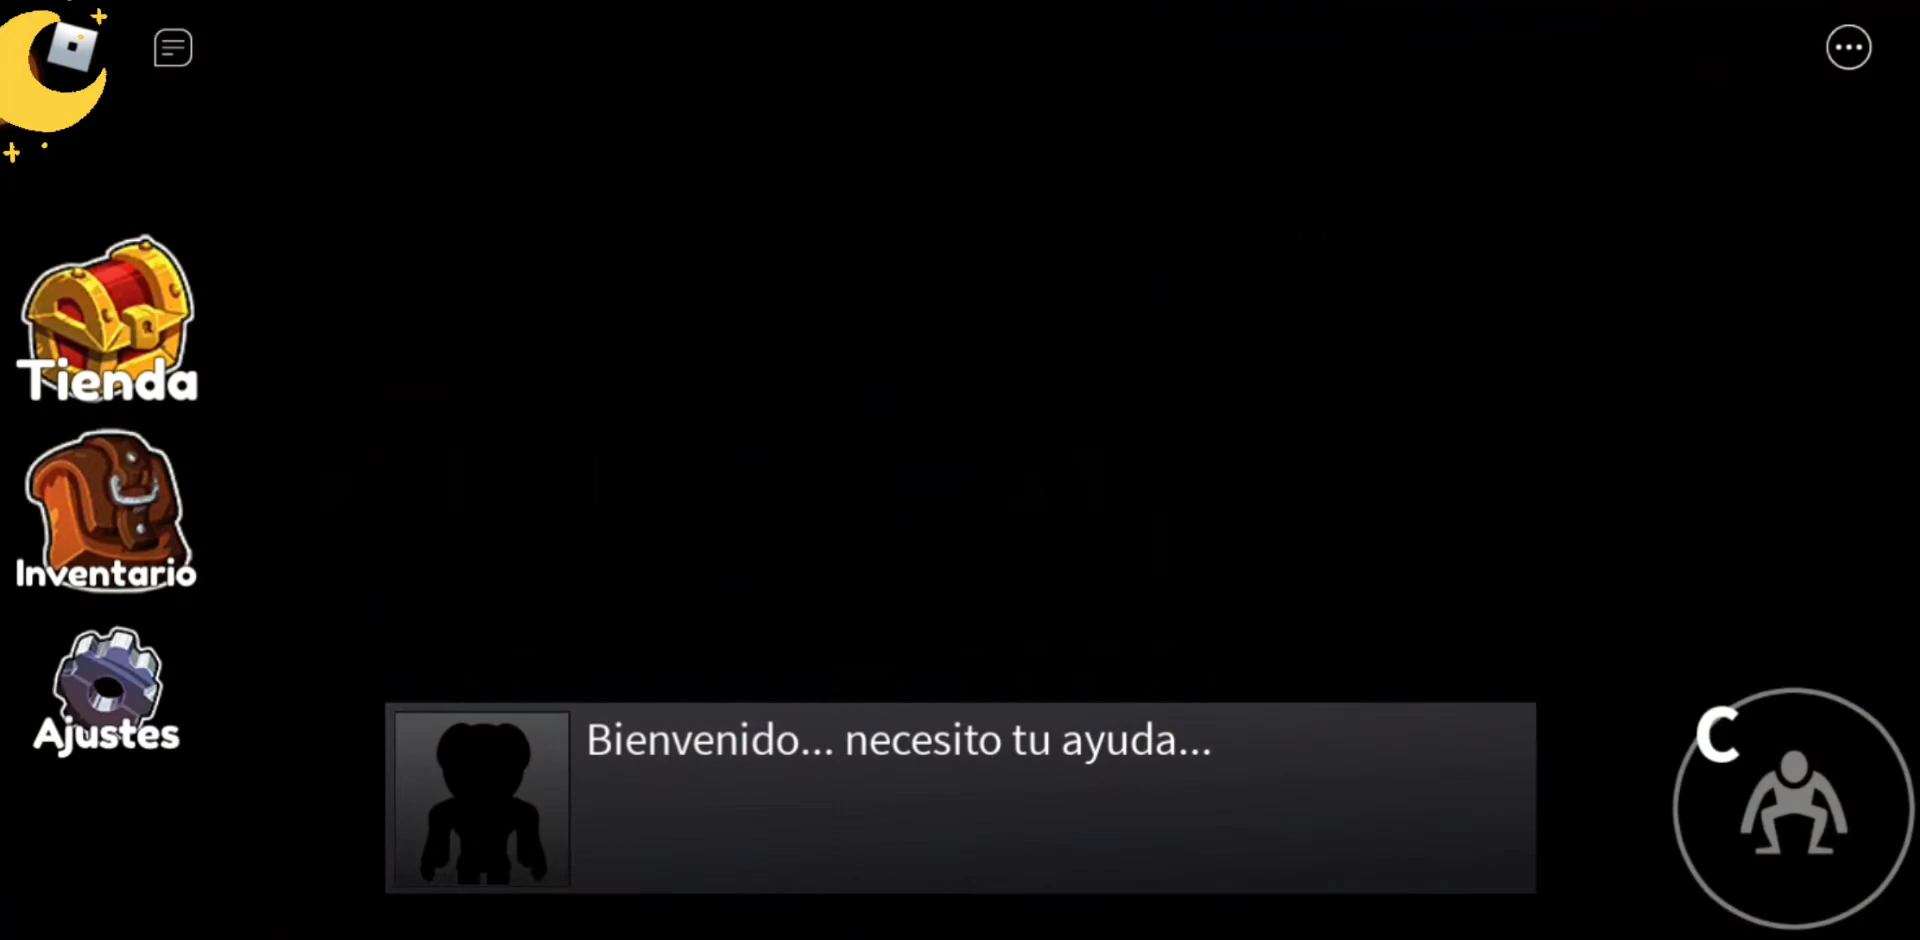 Tienda
Inventario
Ajustes
Bienvenido... necesito tu ayuda...
C